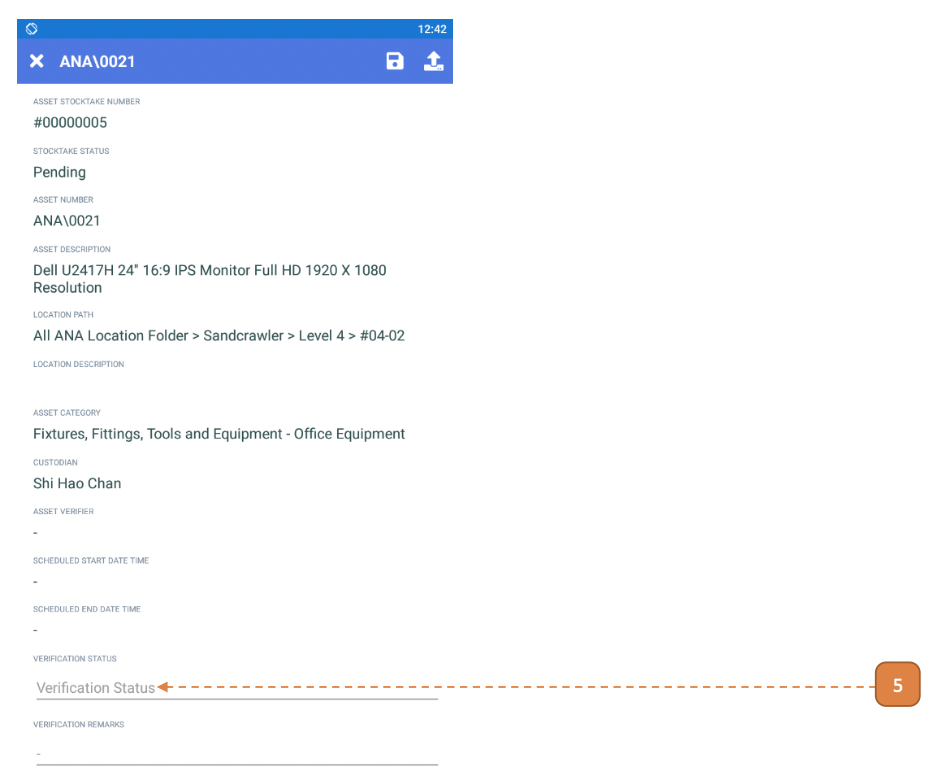 12:42
ANA\0021
ASSET STOCKTAKE NUMBER
#00000005
STOCKTAKE STATUS
Pending
ASSET NUMBER
ANA\0021
ASSET DESCRIPTION
Dell U2417H 24" 16:9 IPS Monitor Full HD 1920 X 1080
Resolution
LOCATION PATH
All ANA Location Folder > Sandcrawler > Level 4 > #04-02
LOCATION DESCRIPTION
ASSET CATEGORY
Fixtures, Fittings, Tools and Equipment - Office Equipment
CUSTODIAN
Shi Hao Chan
ASSET VERIFIER
-
SCHEDULED START DATE TIME
-
SCHEDULED END DATE TIME
-
VERIFICATION STATUS
Verification Status
5
VERIFICATION REMARKS
-